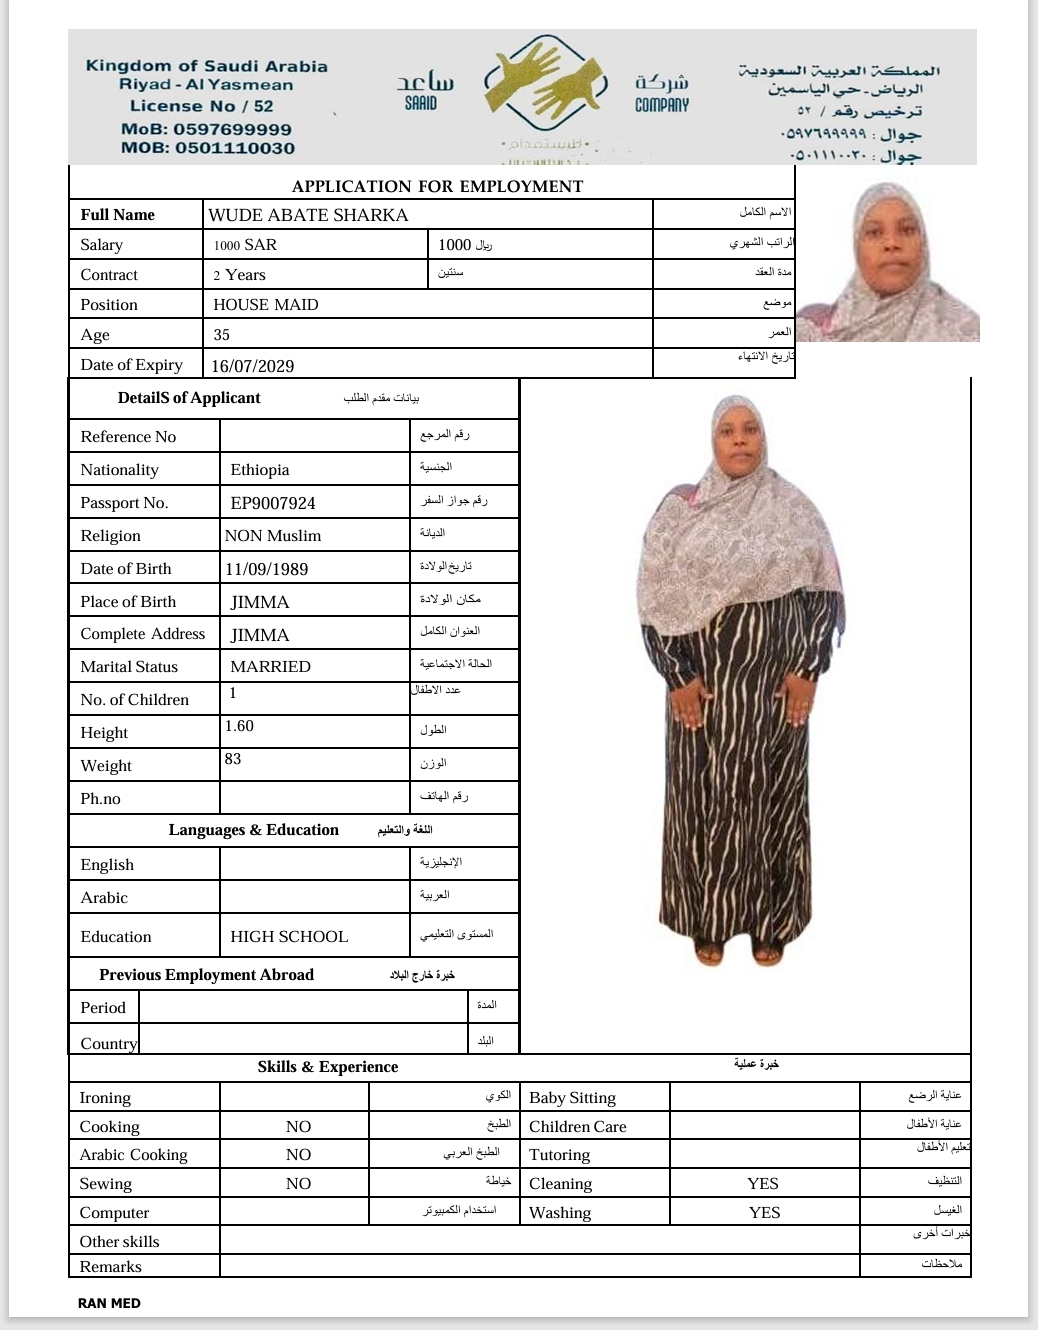 Kingdom of Saudi Arabia
Riyad - Al Yasmean
License No / 52
MoB: 0597699999
MOB: 0501110030
ساعد
SAAID
شركة
COMPANY
للاستقدام
المملكة العربية السعودية
الرياض - حي الياسمين
ترخيص رقم / ٥٢
جوال : ٠٥٩٧٦٩٩٩٩٩
جوال : ٠٥٠١١١٠٠٣٠
APPLICATION FOR EMPLOYMENT
Full Name WUDE ABATE SHARKA الاسم الكامل
Salary 1000 SAR 1000 ريال الراتب الشهري
Contract 2 Years سنتين مدة العقد
Position HOUSE MAID موضع
Age 35 العمر
Date of Expiry 16/07/2029 تاريخ الانتهاء
DetailS of Applicant بيانات مقدم الطلب
Reference No رقم المرجع
Nationality Ethiopia الجنسية
Passport No. EP9007924 رقم جواز السفر
Religion NON Muslim الديانة
Date of Birth 11/09/1989 تاريخ الولادة
Place of Birth JIMMA مكان الولادة
Complete Address JIMMA العنوان الكامل
Marital Status MARRIED الحالة الاجتماعية
No. of Children 1 عدد الاطفال
Height 1.60 الطول
Weight 83 الوزن
Ph.no رقم الهاتف
Languages & Education اللغة والتعليم
English الإنجليزية
Arabic العربية
Education HIGH SCHOOL المستوى التعليمي
Previous Employment Abroad خبرة خارج البلاد
Period المدة
Country البلد
Skills & Experience خبرة عملية
Ironing الكوي Baby Sitting عناية الرضع
Cooking NO الطبخ Children Care عناية الأطفال
Arabic Cooking NO الطبخ العربي Tutoring تعليم الأطفال
Sewing NO خياطة Cleaning YES التنظيف
Computer استخدام الكمبيوتر Washing YES الغيسل
Other skills خبرات أخرى
Remarks ملاحظات
RAN MED